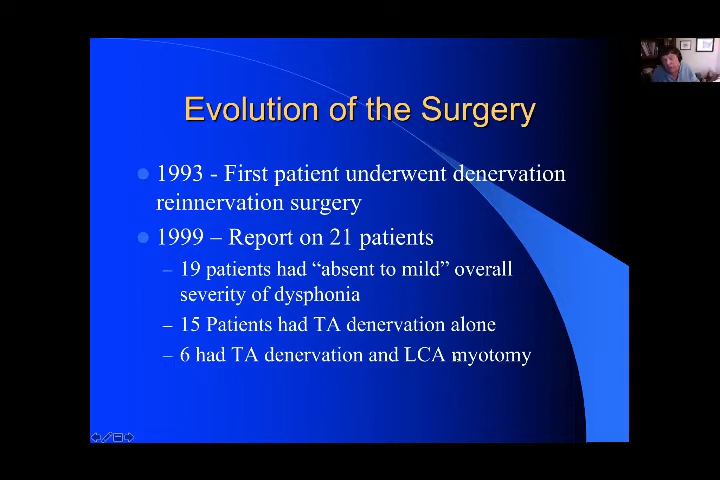 Evolution of the Surgery
1993 - First patient underwent denervation
reinnervation surgery
1999 – Report on 21 patients
– 19 patients had “absent to mild” overall
severity of dysphonia
– 15 Patients had TA denervation alone
– 6 had TA denervation and LCA myotomy